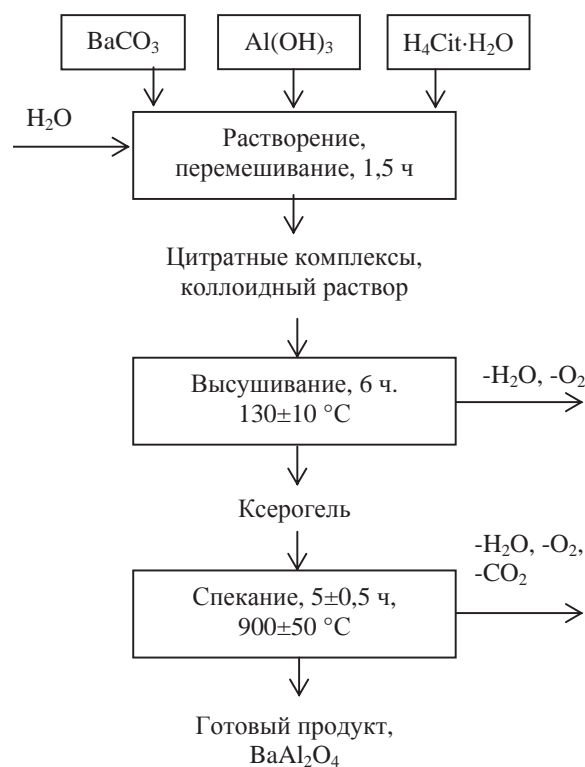 BaCO₃
Al(OH)₃
H₄Cit·H₂O
H₂O
Растворение,
перемешивание, 1,5 ч
Цитратные комплексы,
коллоидный раствор
Высушивание, 6 ч.
130±10 °C
-H₂O, -O₂
Ксерогель
-H₂O, -O₂,
-CO₂
Спекание, 5±0,5 ч,
900±50 °C
Готовый продукт,
BaAl₂O₄